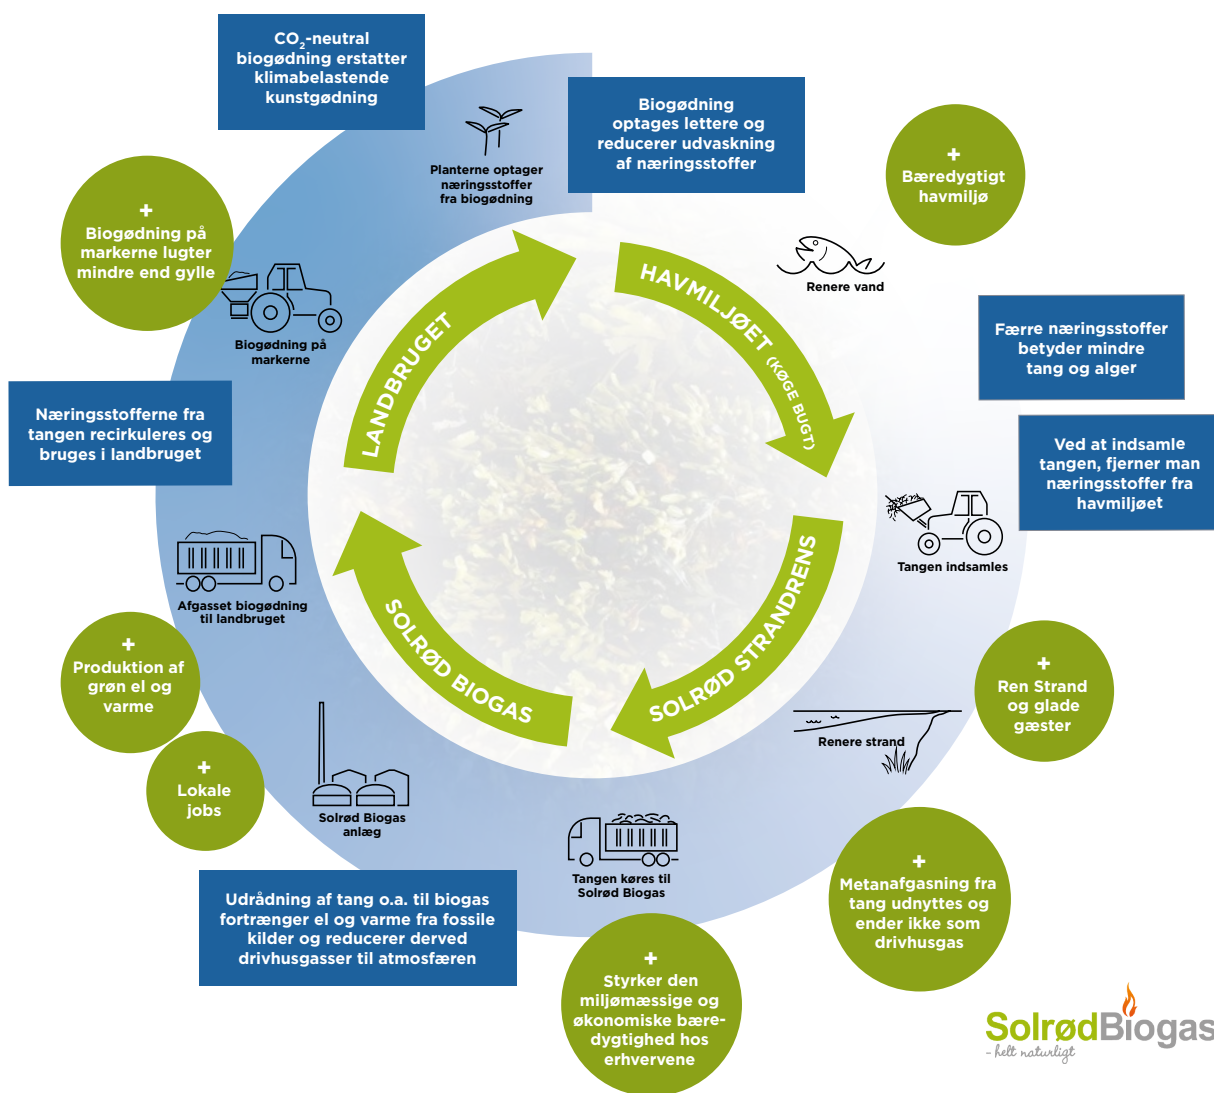 CO2-neutral
biogødning erstatter
klimabelastende
kunstgødning
Biogødning
optages lettere og
reducerer udvaskning
af næringsstoffer
+
Bæredygtigt
havmiljø
Planterne optager
næringsstoffer
fra biogødning
+
Biogødning på
markerne lugter
mindre end gylle
Renere vand
Biogødning på
markerne
LANDBRUGET
HAVMILJØET (KØGE BUGT)
Færre næringsstoffer
betyder mindre
tang og alger
Næringsstofferne fra
tangen recirkuleres og
bruges i landbruget
Ved at indsamle
tangen, fjerner man
næringsstoffer fra
havmiljøet
Tangen indsamles
Afgasset biogødning
til landbruget
SOLRØD BIOGAS
SOLRØD STRANDRENS
+
Produktion af
grøn el og
varme
+
Ren Strand
og glade
gæster
Renere strand
+
Lokale
jobs
Solrød Biogas
anlæg
Tangen køres til
Solrød Biogas
+
Metanafgasning fra
tang udnyttes og
ender ikke som
drivhusgas
Udrådning af tang o.a. til biogas
fortrænger el og varme fra fossile
kilder og reducerer derved
drivhusgasser til atmosfæren
+
Styrker den
miljømæssige og
økonomiske bære-
dygtighed hos
erhvervene
SolrødBiogas
- helt naturligt